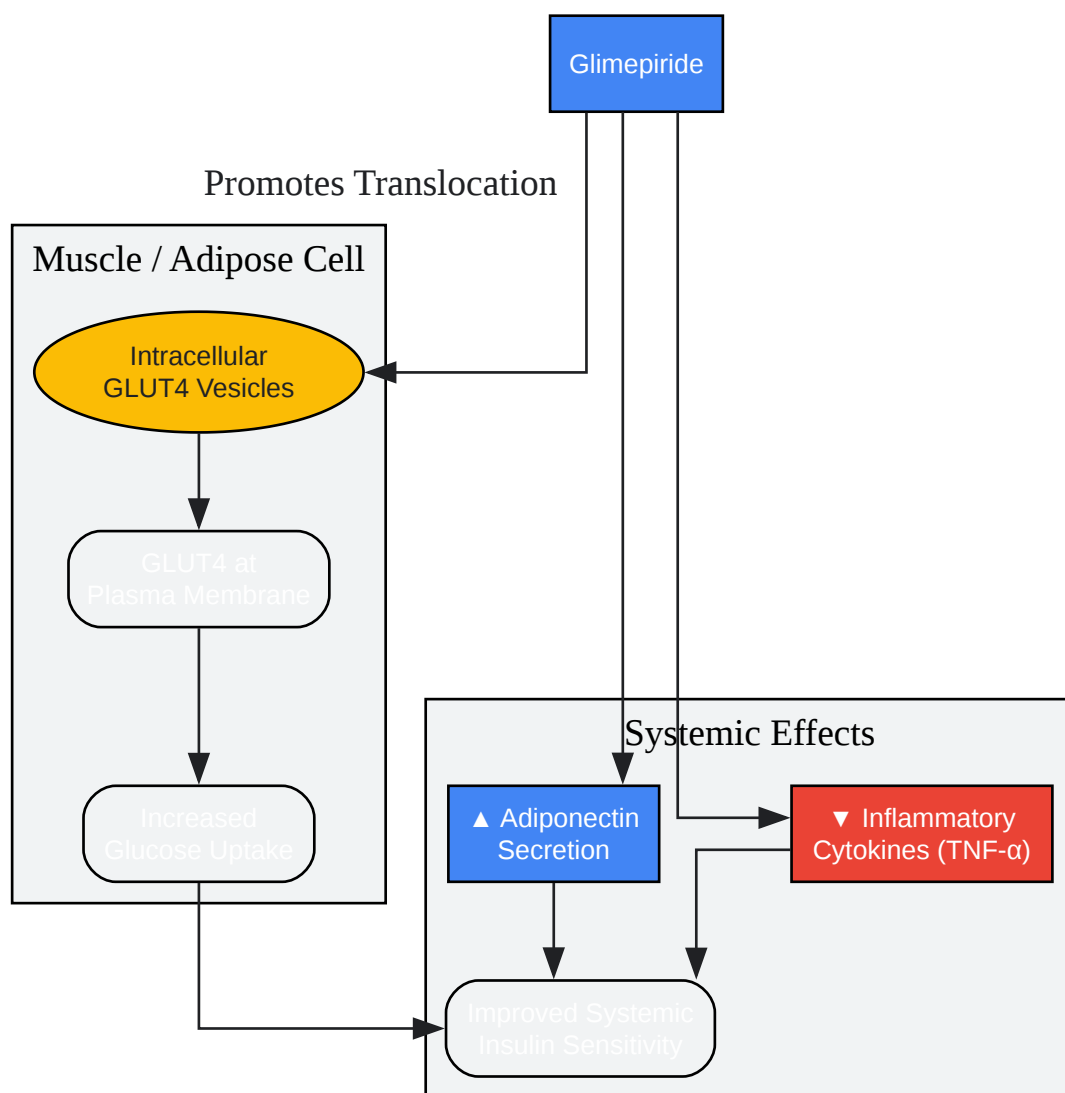 Glimepiride
Promotes Translocation
Muscle / Adipose Cell
Intracellular
GLUT4 Vesicles
GLUT4 at
Plasma Membrane
Increased
Glucose Uptake
Systemic Effects
▲ Adiponectin
Secretion
▼ Inflammatory
Cytokines (TNF-α)
Improved Systemic
Insulin Sensitivity